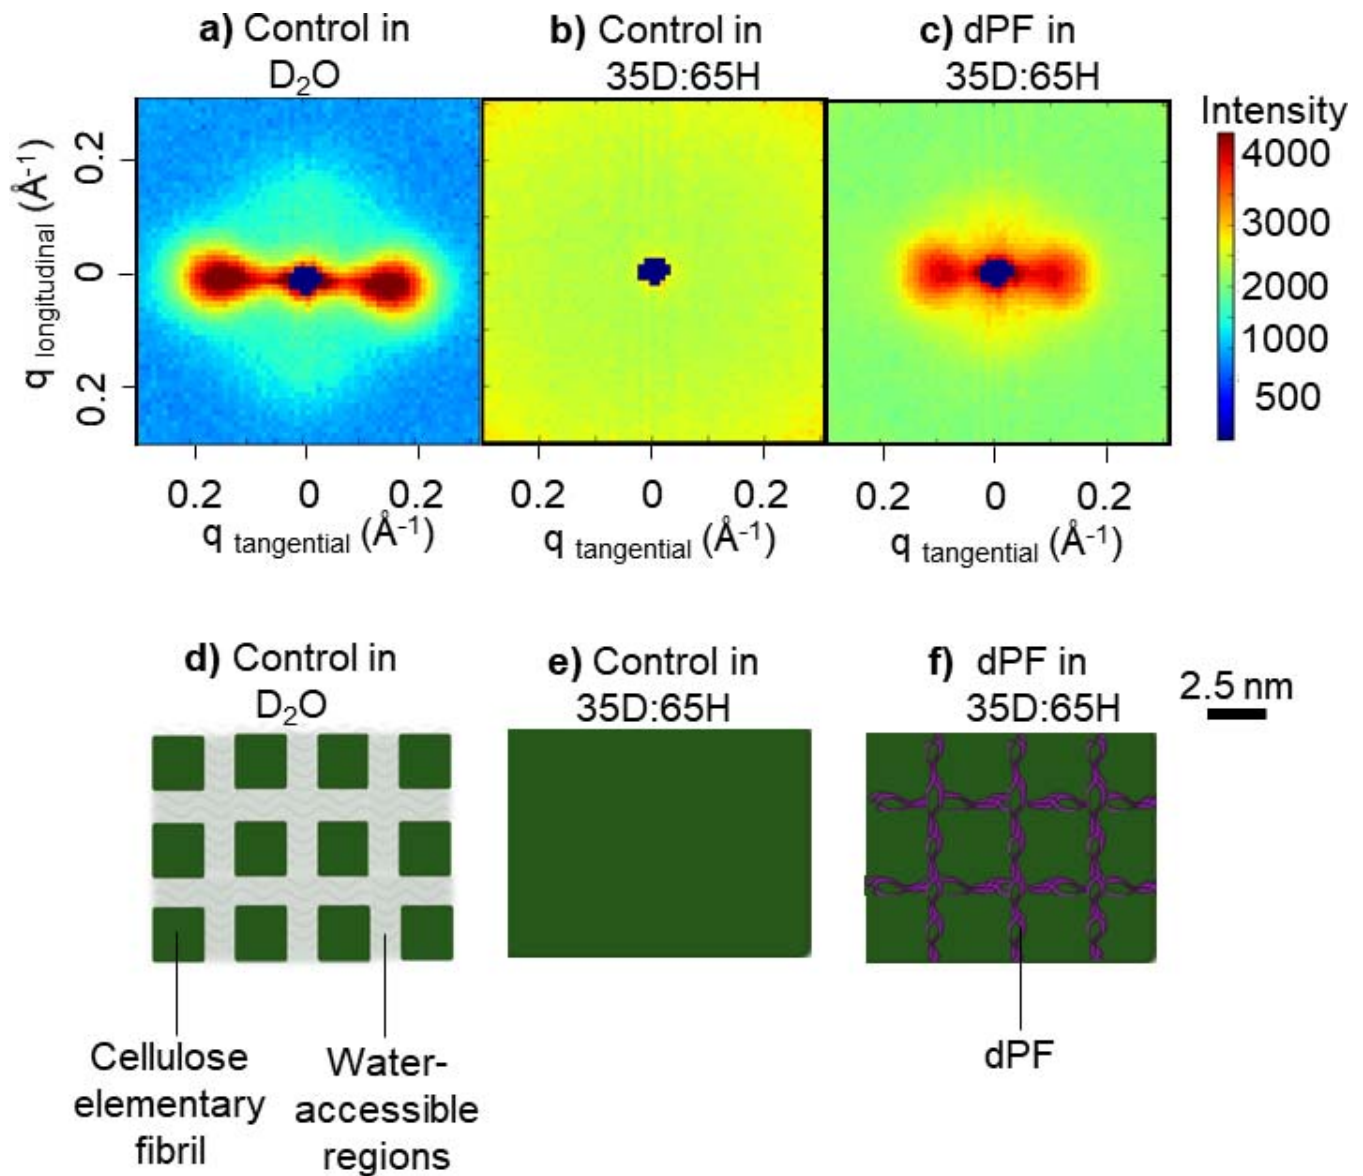 a) Control in
D₂O
b) Control in
35D:65H
c) dPF in
35D:65H
Intensity
4000
3000
2000
1000
500
q longitudinal (Å⁻¹)
0.2
0
0.2
0.2 0 0.2
q tangential (Å⁻¹)
0.2 0 0.2
q tangential (Å⁻¹)
0.2 0 0.2
q tangential (Å⁻¹)
d) Control in
D₂O
e) Control in
35D:65H
f) dPF in
35D:65H
2.5 nm
Cellulose
elementary
fibril
Water-
accessible
regions
dPF